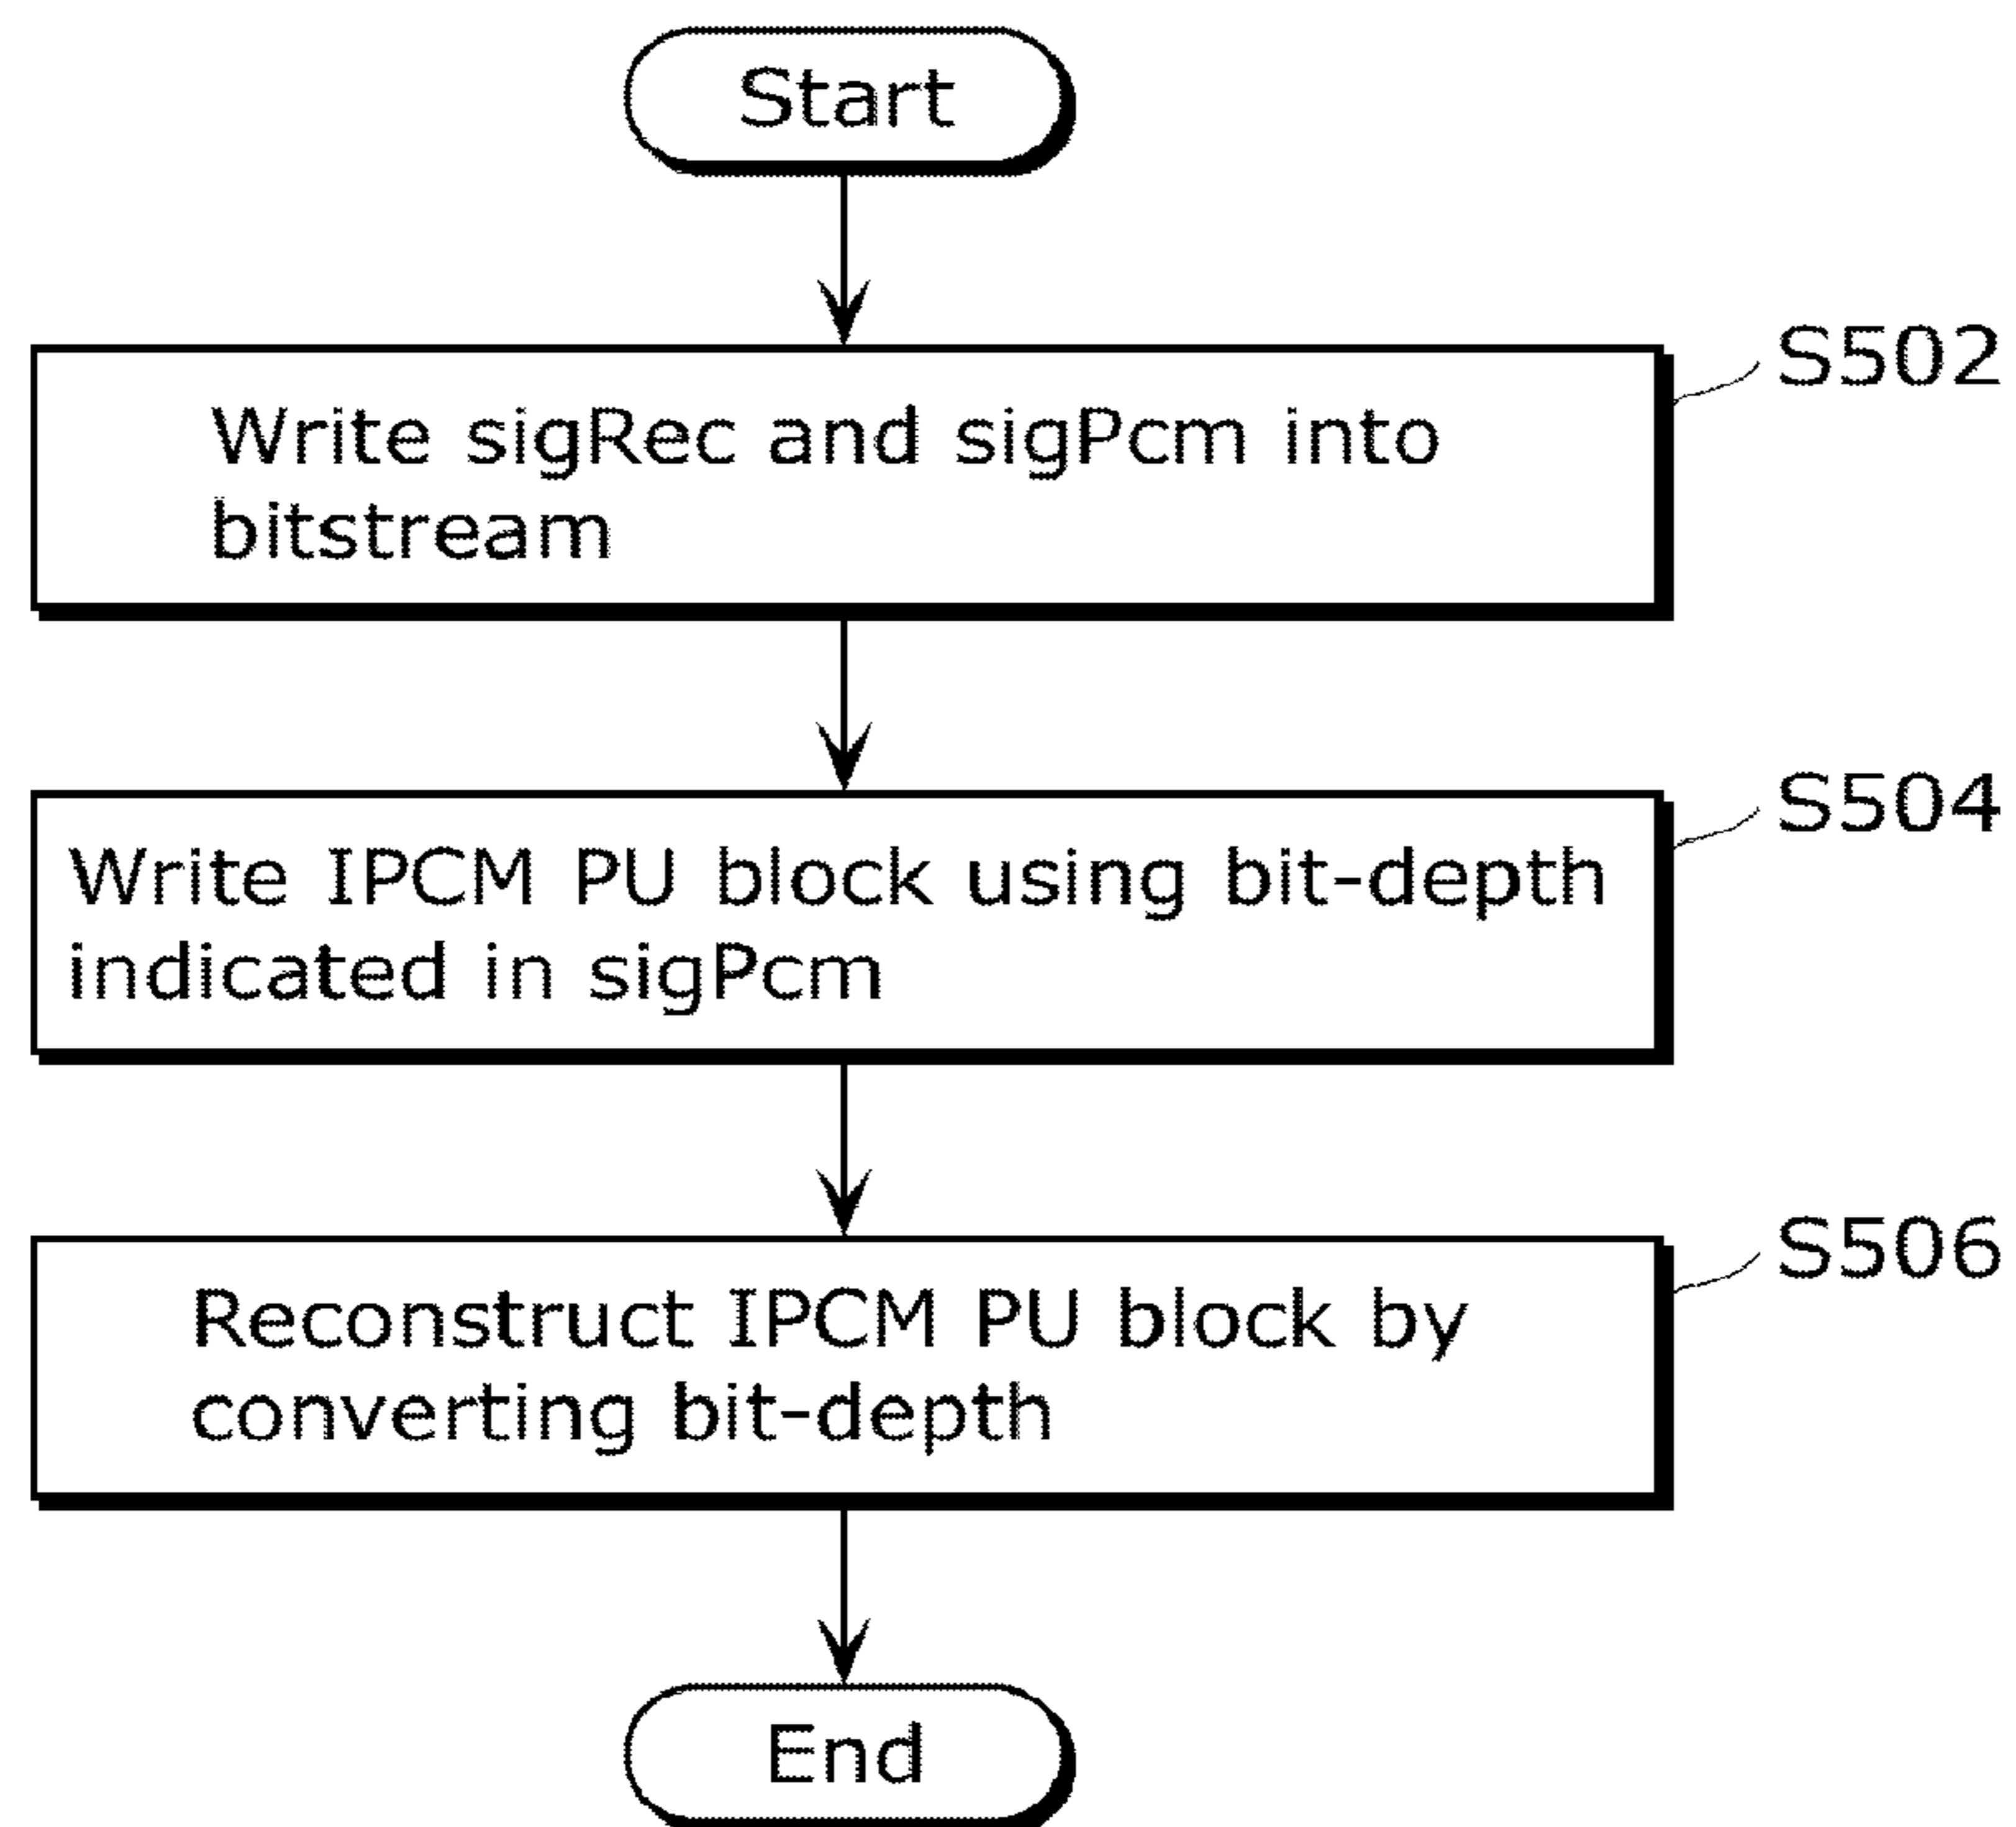 Start
S502
Write sigRec and sigPcm into
bitstream
S504
Write IPCM PU block using bit-depth
indicated in sigPcm
S506
Reconstruct IPCM PU block by
converting bit-depth
End